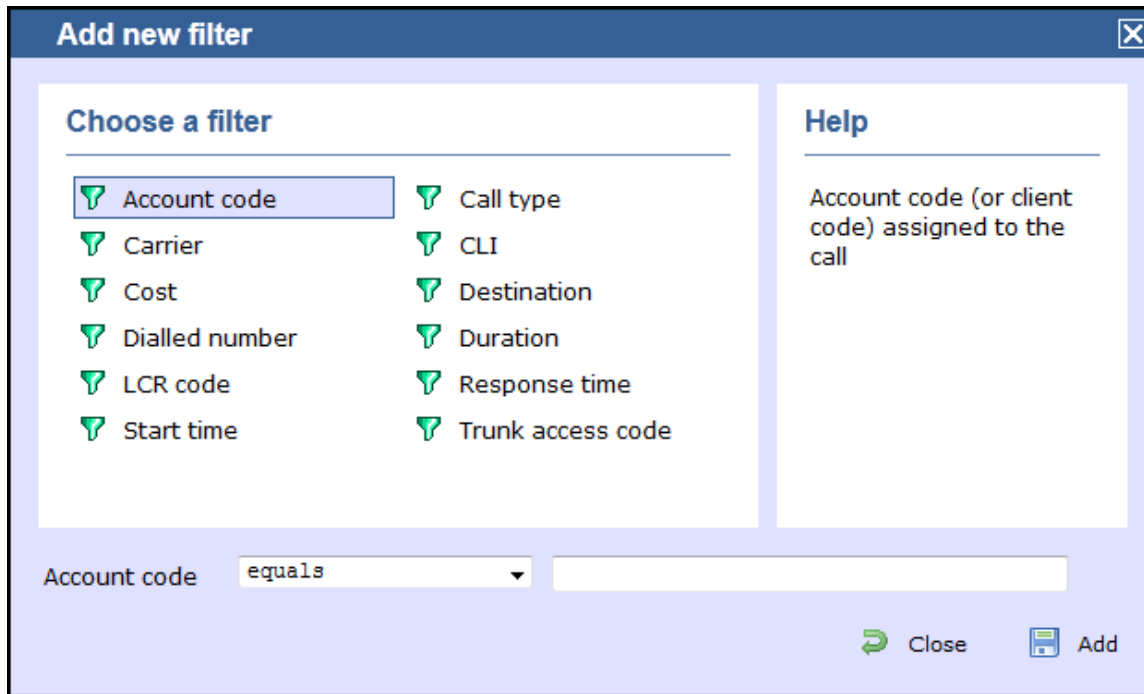 Add new filter
Choose a filter
Account code
Call type
Carrier
CLI
Cost
Destination
Dialled number
Duration
LCR code
Response time
Start time
Trunk access code
Help
Account code (or client
code) assigned to the
call
Account code
equals
Close
Add